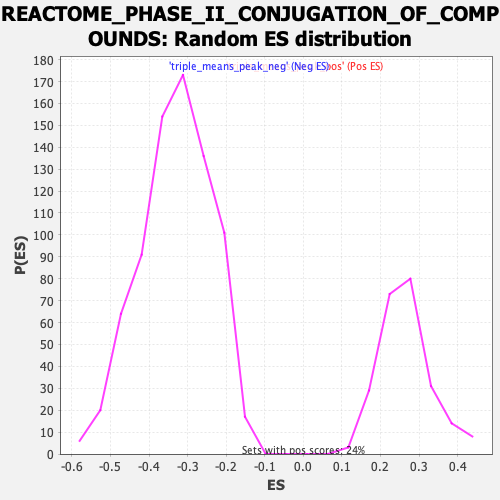 REACTOME_PHASE_II_CONJUGATION_OF_COMP
OUNDS: Random ES distribution
'triple_means_peak_neg' (Neg ES) os' (Pos ES)
180
170
160
150
140
130
120
110
100
90
80
70
60
50
40
30
20
10
0
P(ES)
Sets with pos scores: 24%
-0.6 -0.5 -0.4 -0.3 -0.2 -0.1 0.0 0.1 0.2 0.3 0.4
ES